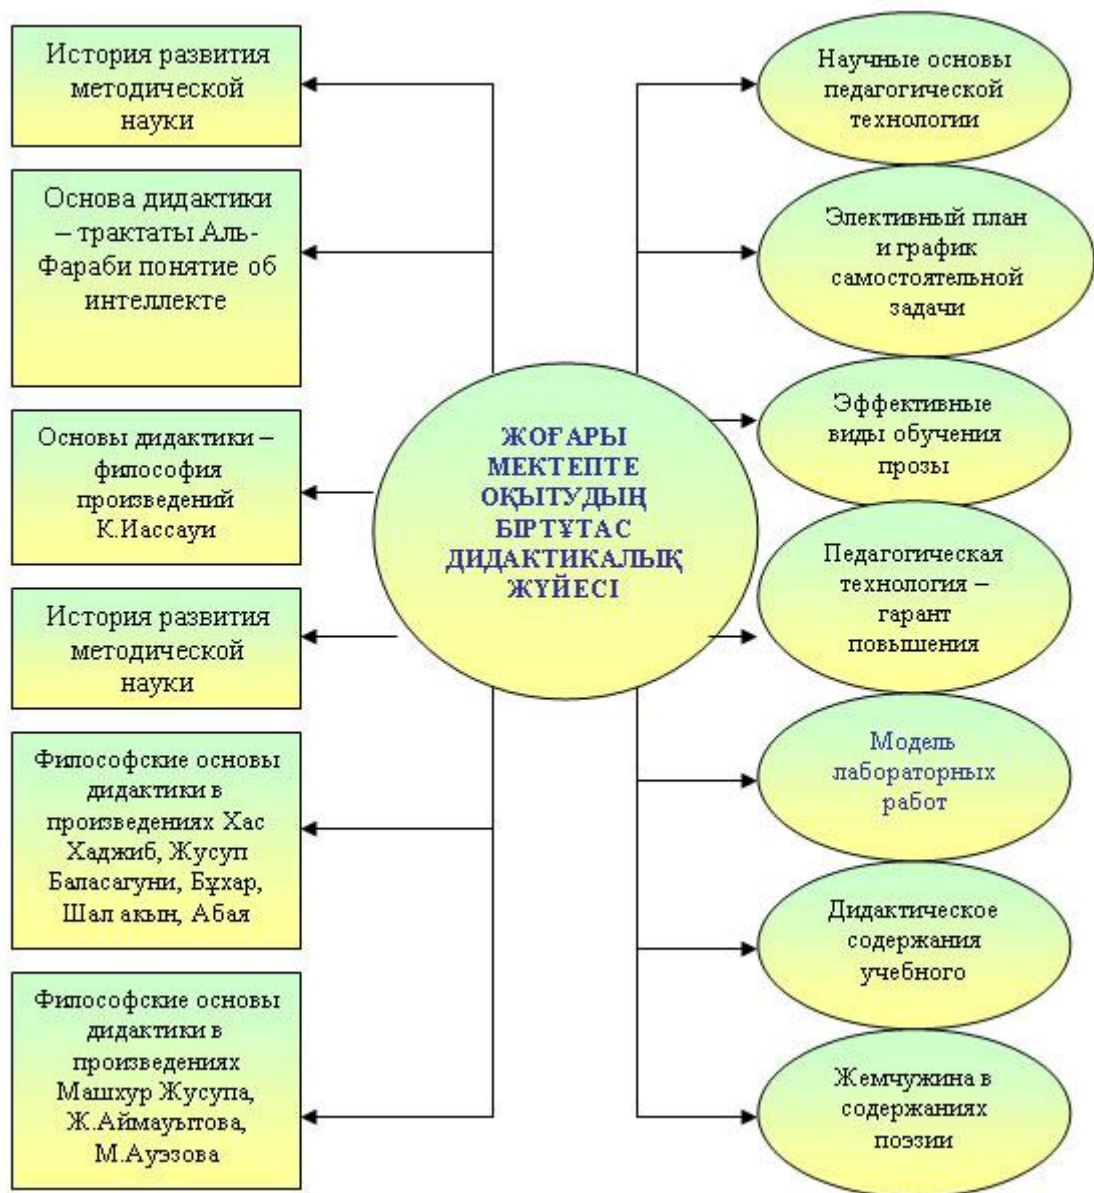 История развития
методической
науки
Основа дидактики
– трактаты Аль-
Фараби понятие об
интеллекте
Основы дидактики –
философия
произведений
К.Иассауи
История развития
методической
науки
Философские основы
дидактики в
произведениях Хас
Хаджиб, Жусуп
Баласагуни, Бұхар,
Шал акын, Абая
Философские основы
дидактики в
произведениях
Машхур Жусупа,
Ж.Аймауытова,
М.Ауэзова
ЖОҒАРЫ
МЕКТЕПТЕ
ОҚЫТУДЫҢ
БІРТҰТАС
ДИДАКТИКАЛЫҚ
ЖҮЙЕСІ
Научные основы
педагогической
технологии
Элективный план
и график
самостоятельной
задачи
Эффективные
виды обучения
прозы
Педагогическая
технология –
гарант
повышения
Модель
лабораторных
работ
Дидактическое
содержания
учебного
Жемчужина в
содержаниях
поэзии